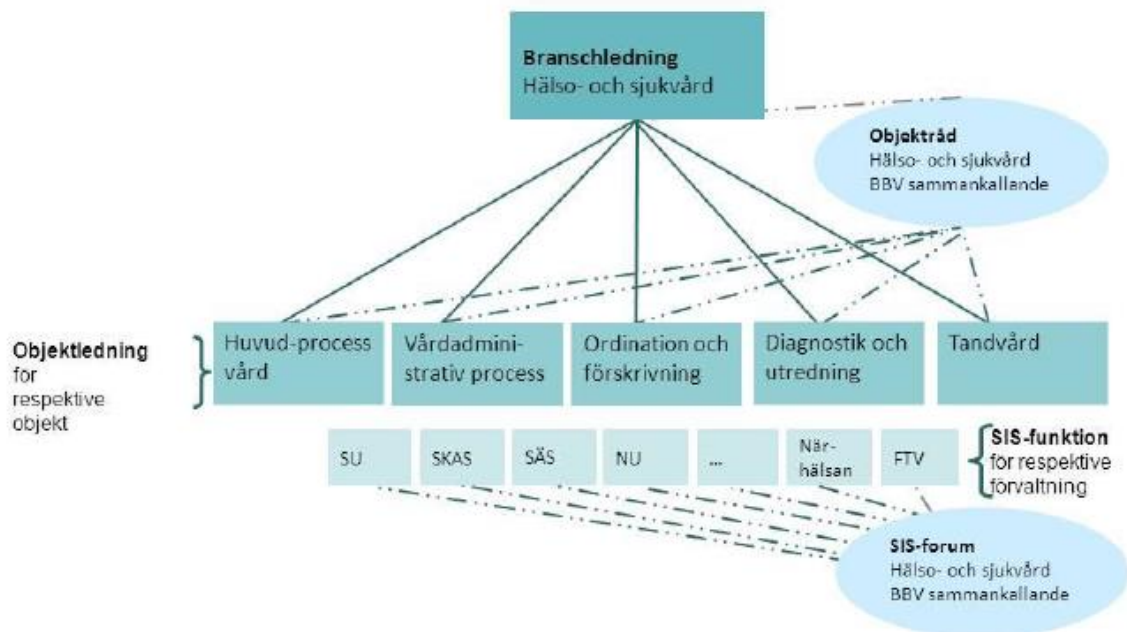 Branschledning
Hälso- och sjukvård
Objektråd
Hälso- och sjukvård
BBV sammankallande
Objektledning
for
respektive
objekt
Huvud-process
vård
Vårdadmini-
strativ process
Ordination och
förskrivning
Diagnostik och
utredning
Tandvård
SU
SKAS
SÄS
NU
...
När-
hälsan
FTV
SIS-funktion
för respektive
förvaltning
SIS-forum
Hälso- och sjukvård
BBV sammankallande